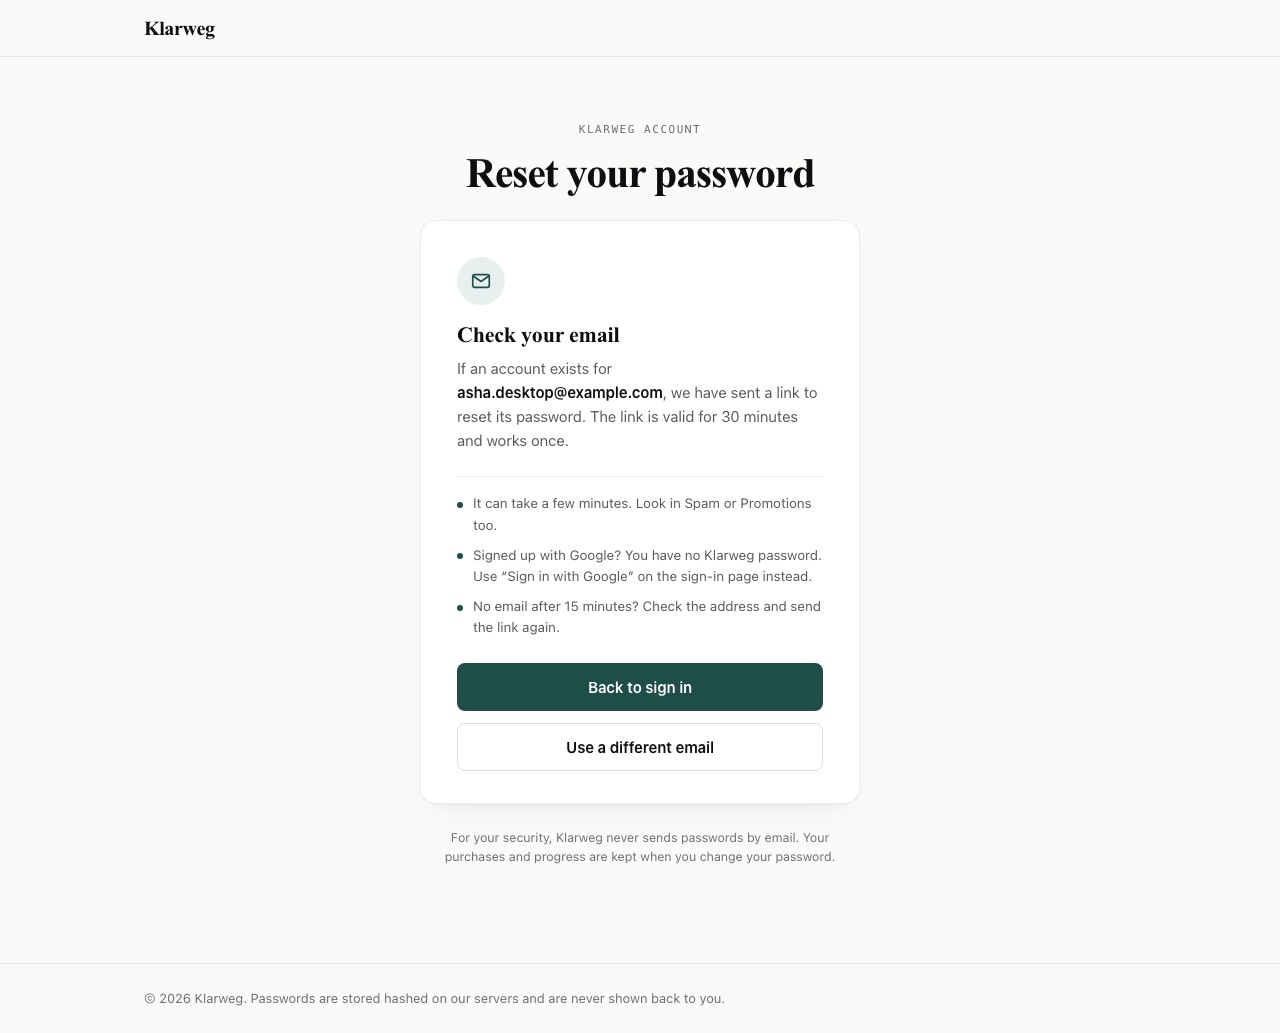 Klarweg
KLARWEG ACCOUNT
Reset your password
Check your email
If an account exists for
asha.desktop@example.com, we have sent a link to
reset its password. The link is valid for 30 minutes
and works once.
It can take a few minutes. Look in Spam or Promotions
too.
Signed up with Google? You have no Klarweg password.
Use “Sign in with Google” on the sign-in page instead.
No email after 15 minutes? Check the address and send
the link again.
Back to sign in
Use a different email
For your security, Klarweg never sends passwords by email. Your
purchases and progress are kept when you change your password.
© 2026 Klarweg. Passwords are stored hashed on our servers and are never shown back to you.